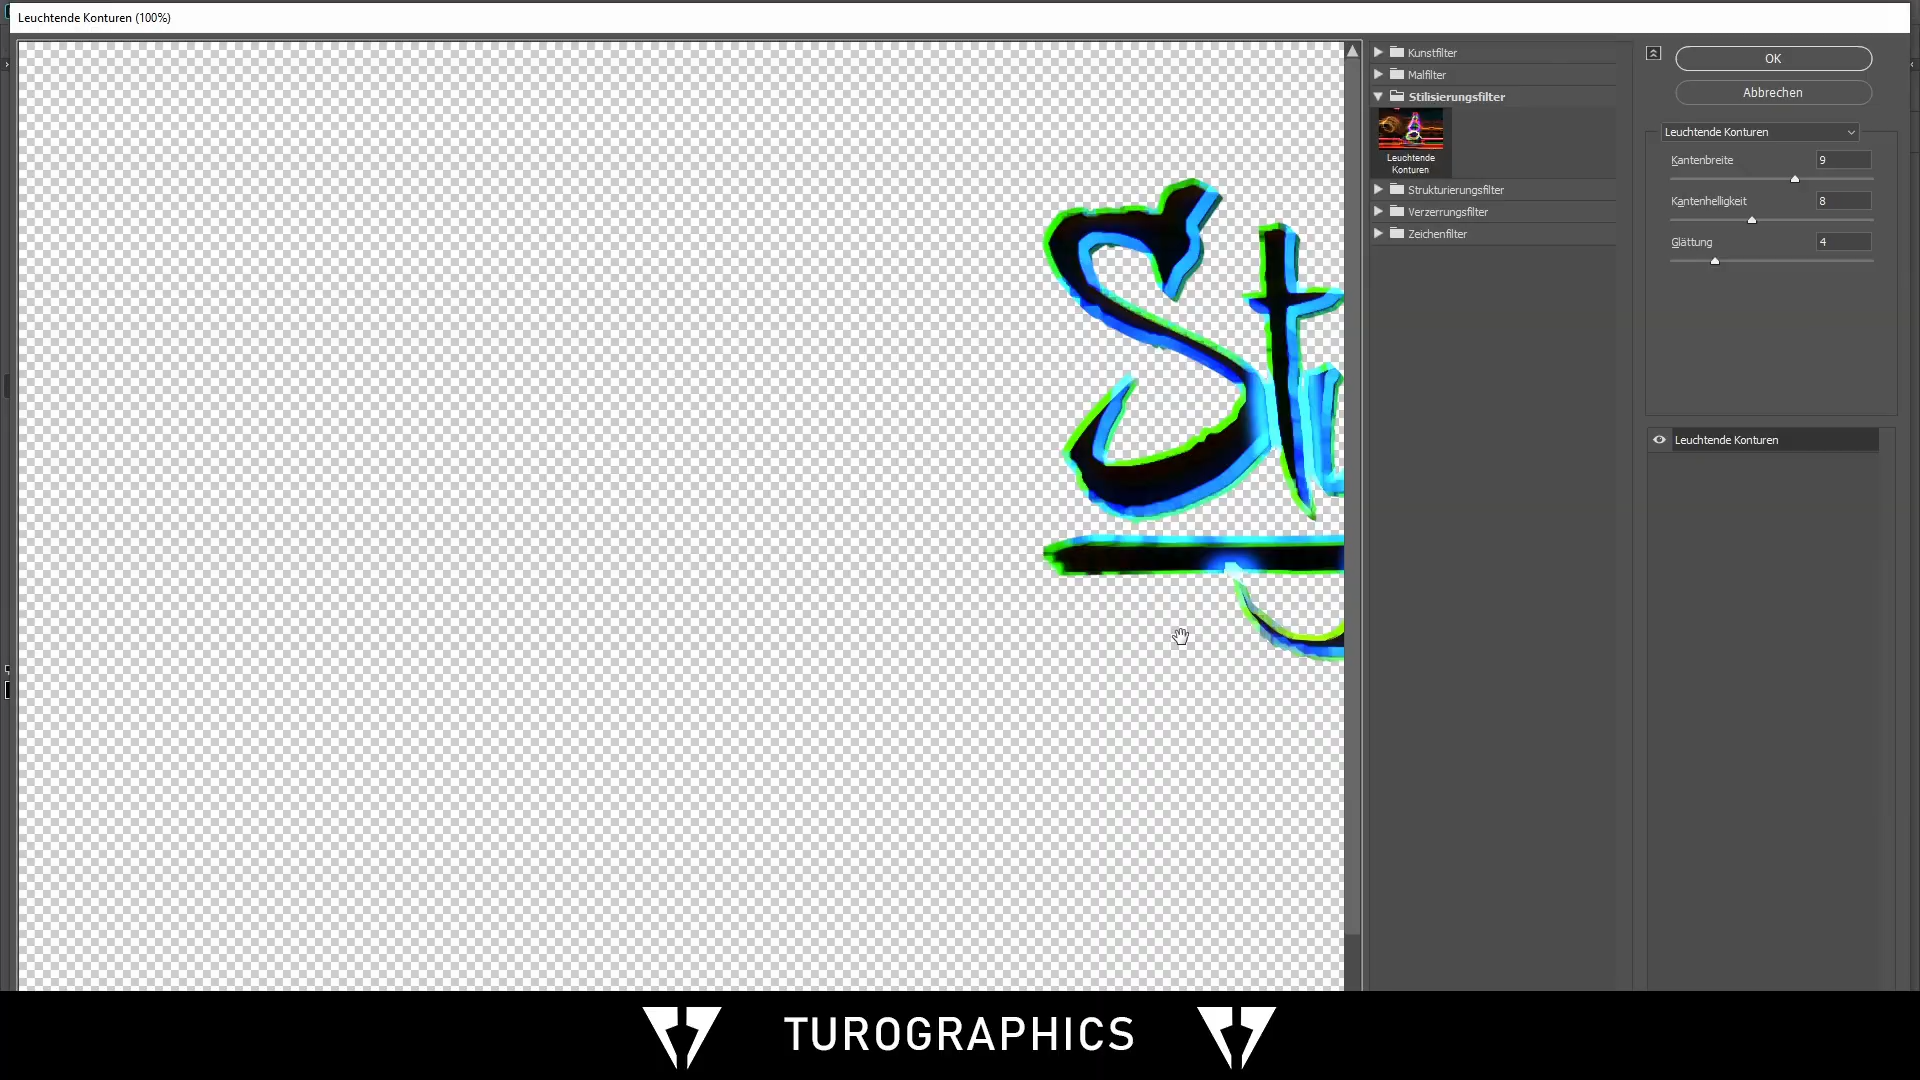 Leuchtende Konturen (100%)
Kunstfilter
Malfilter
Stilisierungsfilter
Leuchtende
Konturen
Strukturierungsfilter
Verzerrungsfilter
Zeichenfilter
OK
Abbrechen
Leuchtende Konturen
Kantenbreite 9
Kantenhelligkeit 8
Glättung 4
Leuchtende Konturen
TUROGRAPHICS